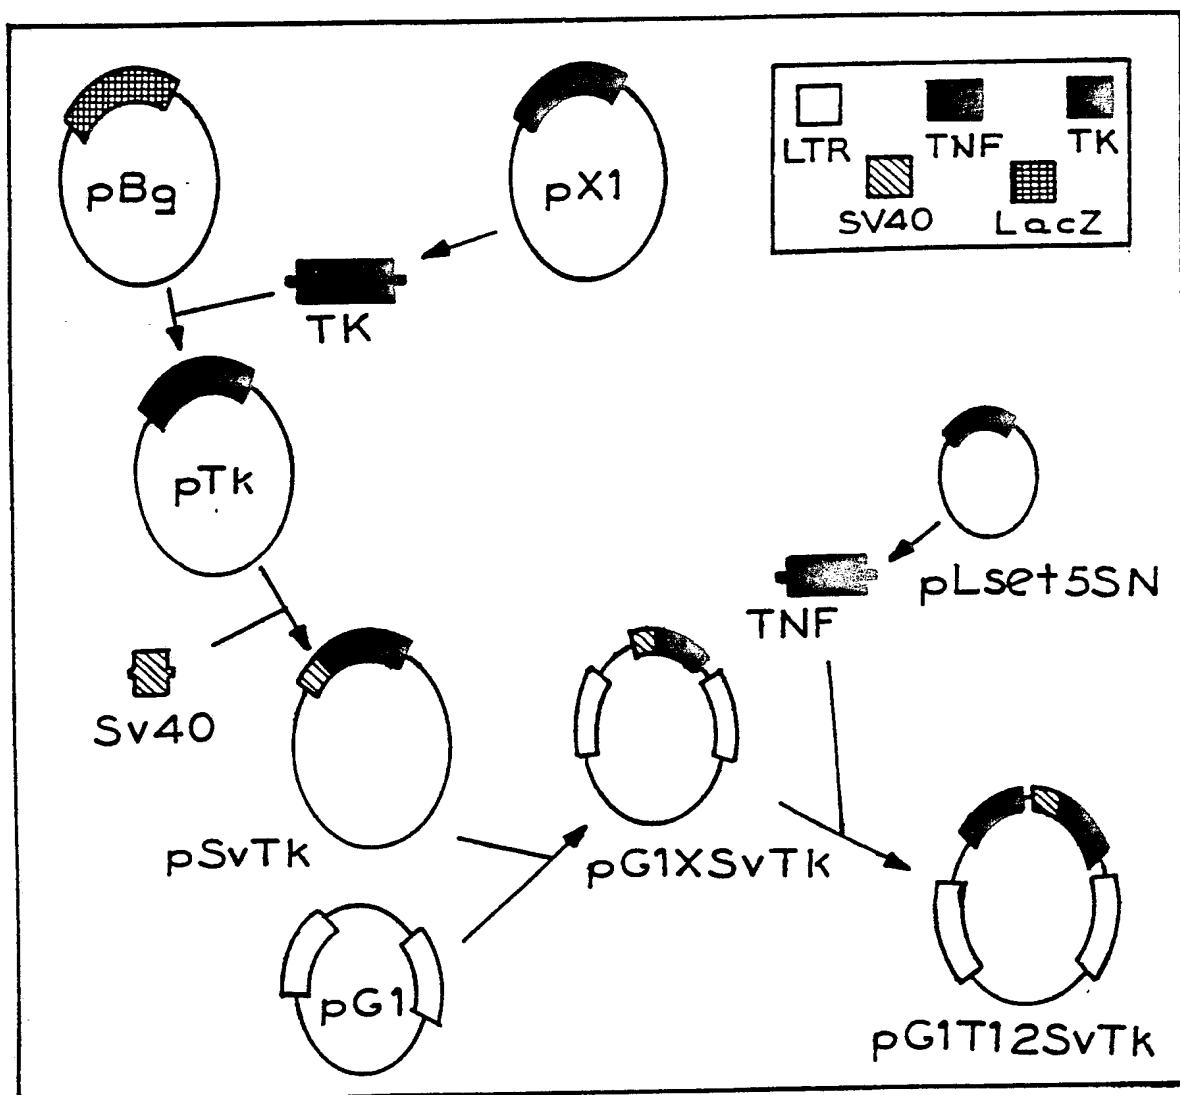 pBg
pX1
LTR
TNF
TK
SV40
LacZ
TK
pTk
pLset5SN
TNF
Sv40
pSvTk
pG1XSvTk
pG1
pG1T12SvTk